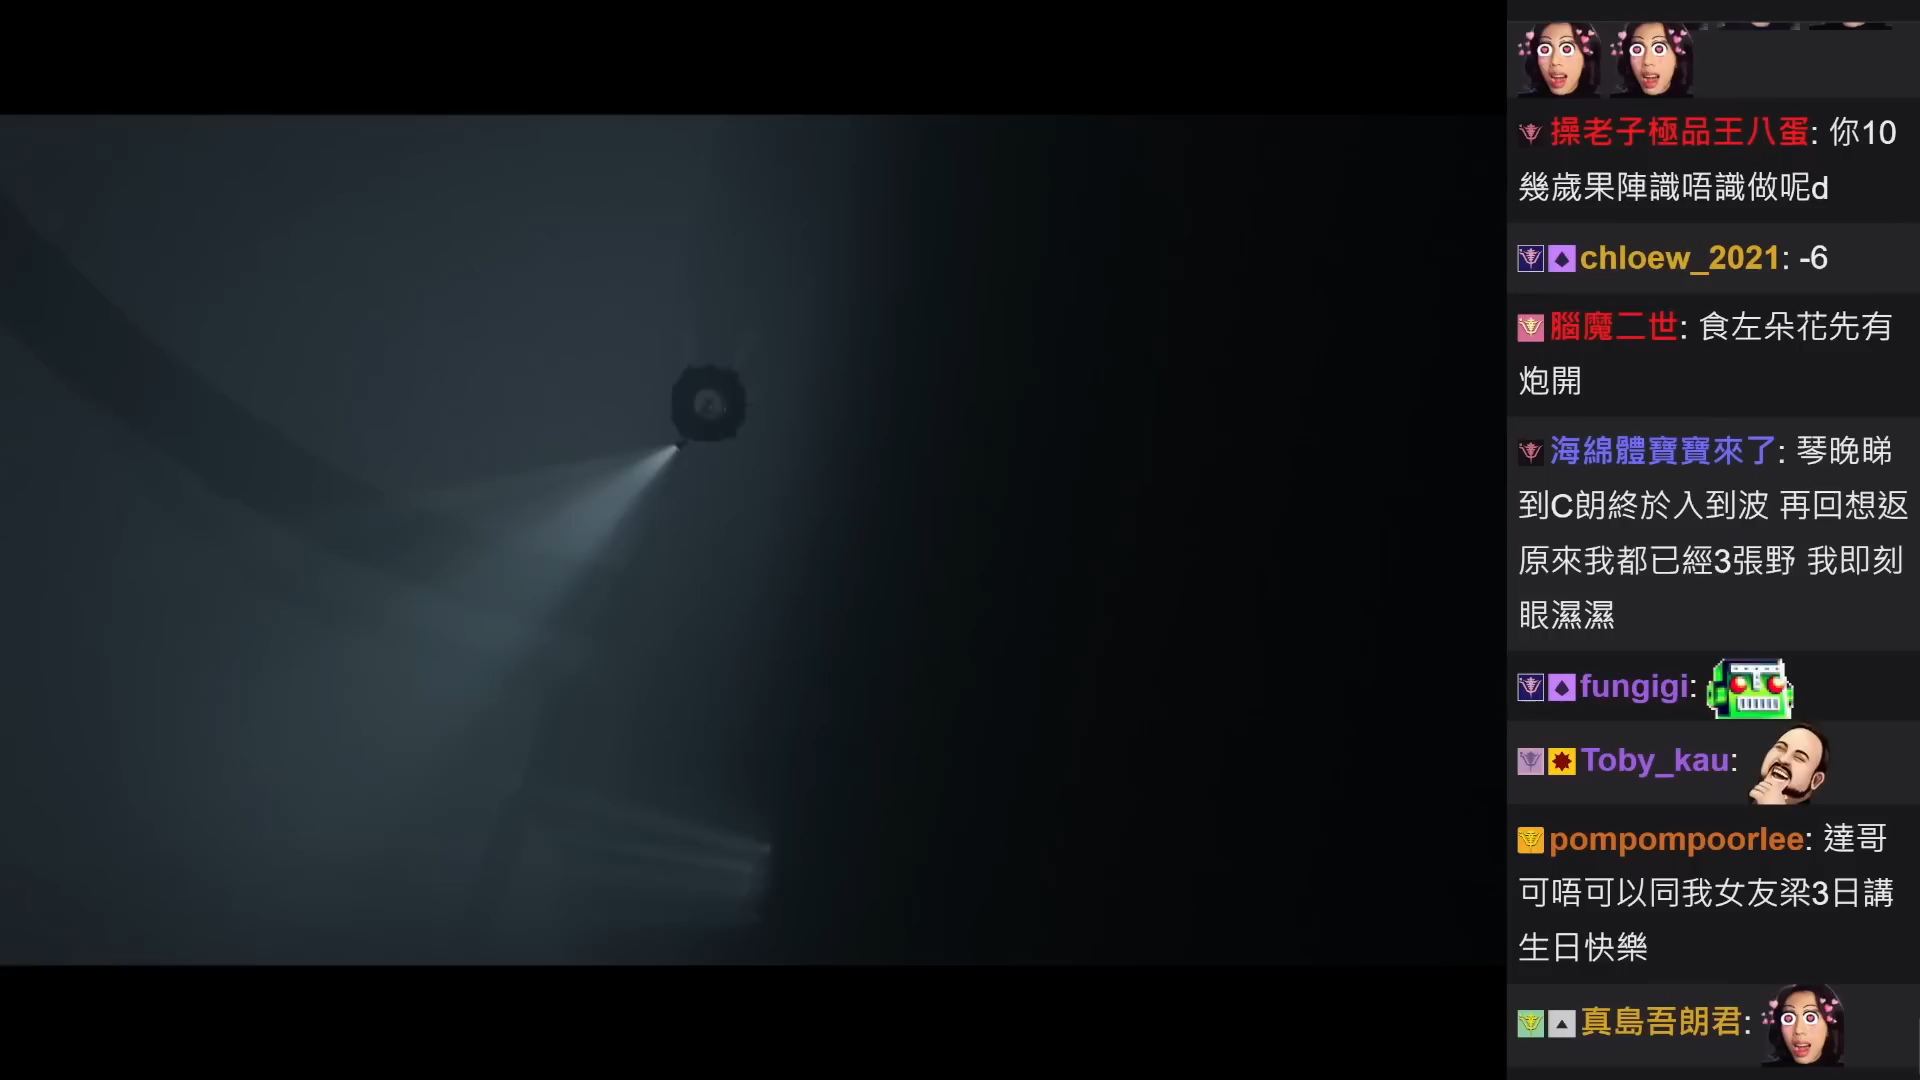 操老子極品王八蛋: 你10
幾歲果陣識唔識做呢d
chloew_2021: -6
腦魔二世: 食左朵花先有
炮開
海綿體寶寶來了: 琴晚睇
到C朗終於入到波 再回想返
原來我都已經3張野 我即刻
眼濕濕
fungigi:
Toby_kau:
pompompoorlee: 達哥
可唔可以同我女友梁3日講
生日快樂
真島吾朗君: